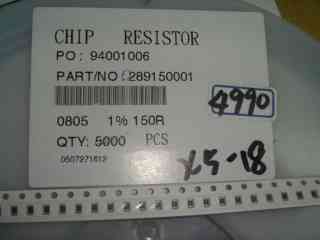 CHIP RESISTOR
PO: 94001006
PART/NO 289150001
4990
0805 1% 150R
QTY: 5000 PCS
X5-18
0507271612